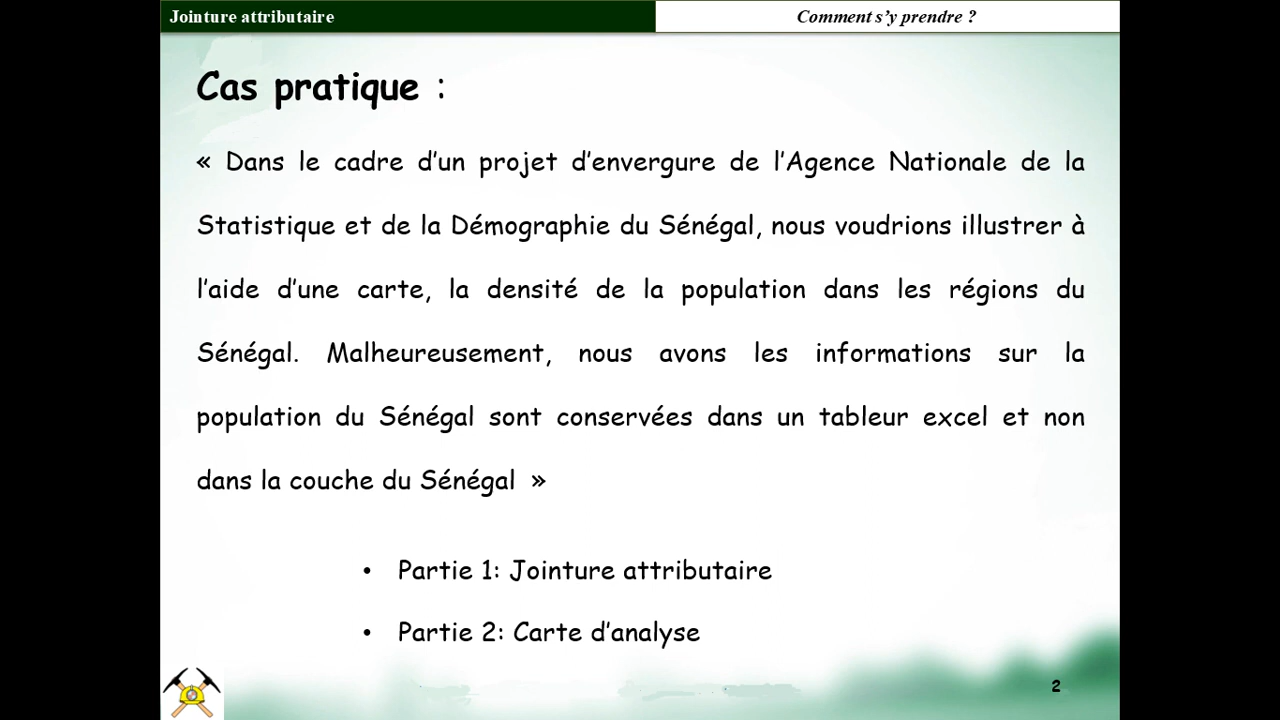 Jointure attributaire
Comment s’y prendre ?
Cas pratique :
« Dans le cadre d’un projet d’envergure de l’Agence Nationale de la
Statistique et de la Démographie du Sénégal, nous voudrions illustrer à
l’aide d’une carte, la densité de la population dans les régions du
Sénégal. Malheureusement, nous avons les informations sur la
population du Sénégal sont conservées dans un tableur excel et non
dans la couche du Sénégal »
• Partie 1: Jointure attributaire
• Partie 2: Carte d’analyse
2